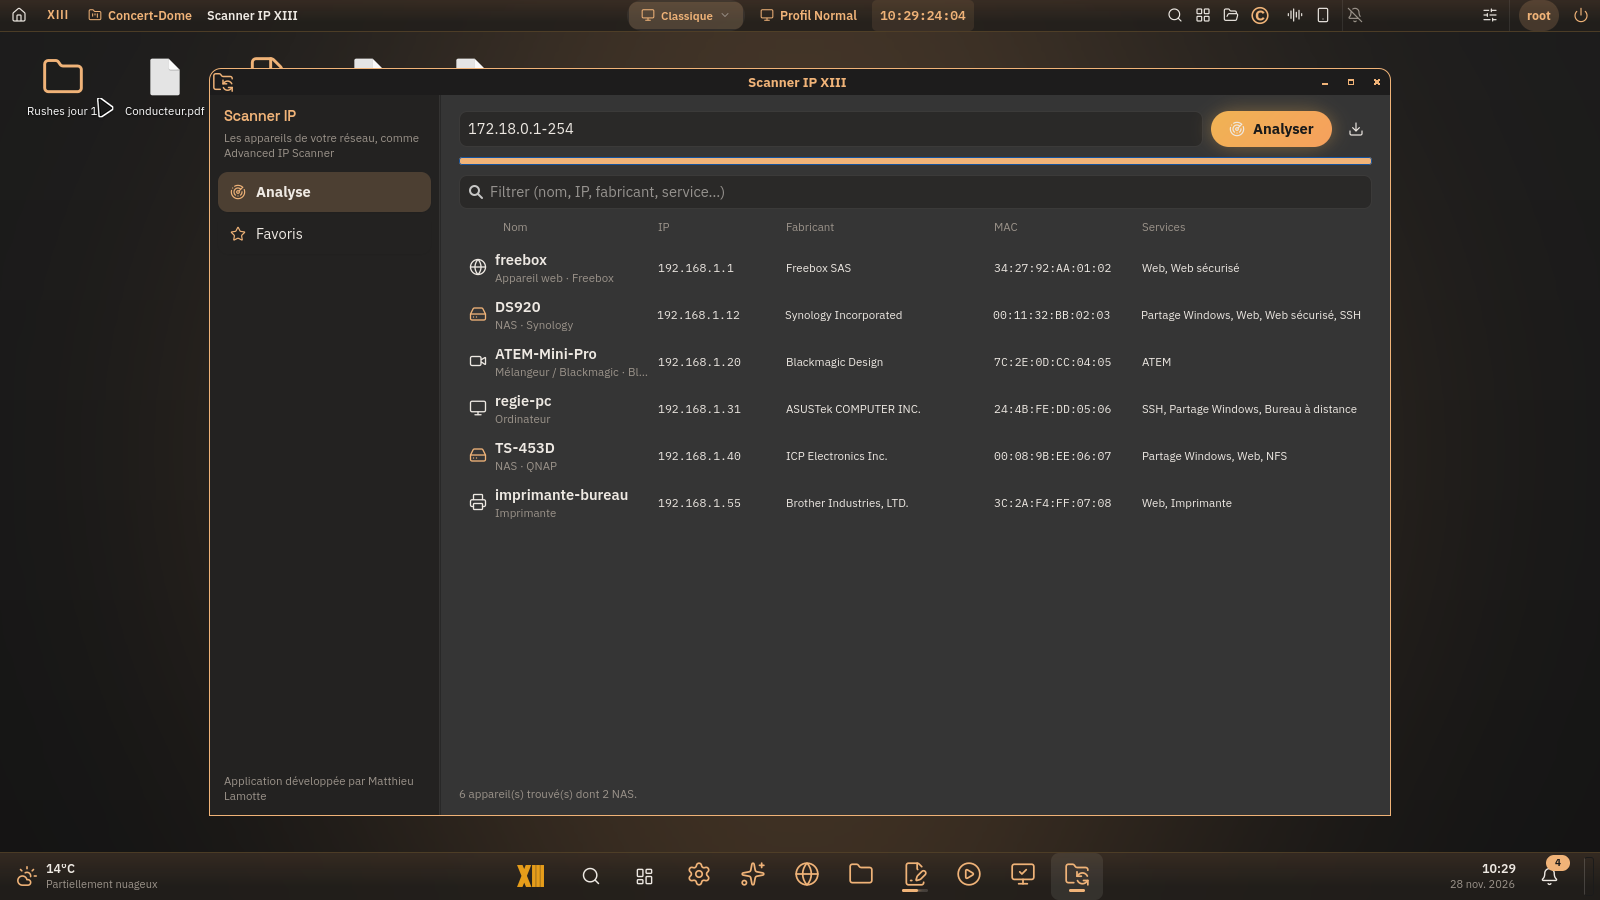 XIII Concert-Dome Scanner IP XIII Classique Profil Normal 10:29:24:04 root
Rushes jour 1
Conducteur.pdf
Scanner IP XIII
Scanner IP
Les appareils de votre réseau, comme
Advanced IP Scanner
Analyse
Favoris
Application développée par Matthieu
Lamotte
172.18.0.1-254
Analyser
Filtrer (nom, IP, fabricant, service...)
Nom IP Fabricant MAC Services
freebox
Appareil web · Freebox
192.168.1.1 Freebox SAS 34:27:92:AA:01:02 Web, Web sécurisé
DS920
NAS · Synology
192.168.1.12 Synology Incorporated 00:11:32:BB:02:03 Partage Windows, Web, Web sécurisé, SSH
ATEM-Mini-Pro
Mélangeur / Blackmagic · Bl...
192.168.1.20 Blackmagic Design 7C:2E:0D:CC:04:05 ATEM
regie-pc
Ordinateur
192.168.1.31 ASUSTek COMPUTER INC. 24:4B:FE:DD:05:06 SSH, Partage Windows, Bureau à distance
TS-453D
NAS · QNAP
192.168.1.40 ICP Electronics Inc. 00:08:9B:EE:06:07 Partage Windows, Web, NFS
imprimante-bureau
Imprimante
192.168.1.55 Brother Industries, LTD. 3C:2A:F4:FF:07:08 Web, Imprimante
6 appareil(s) trouvé(s) dont 2 NAS.
14°C
Partiellement nuageux
XIII
10:29
28 nov. 2026
4